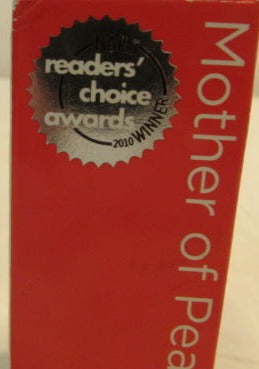 readers'
choice
awards
2010 WINNER
Mother of Pea